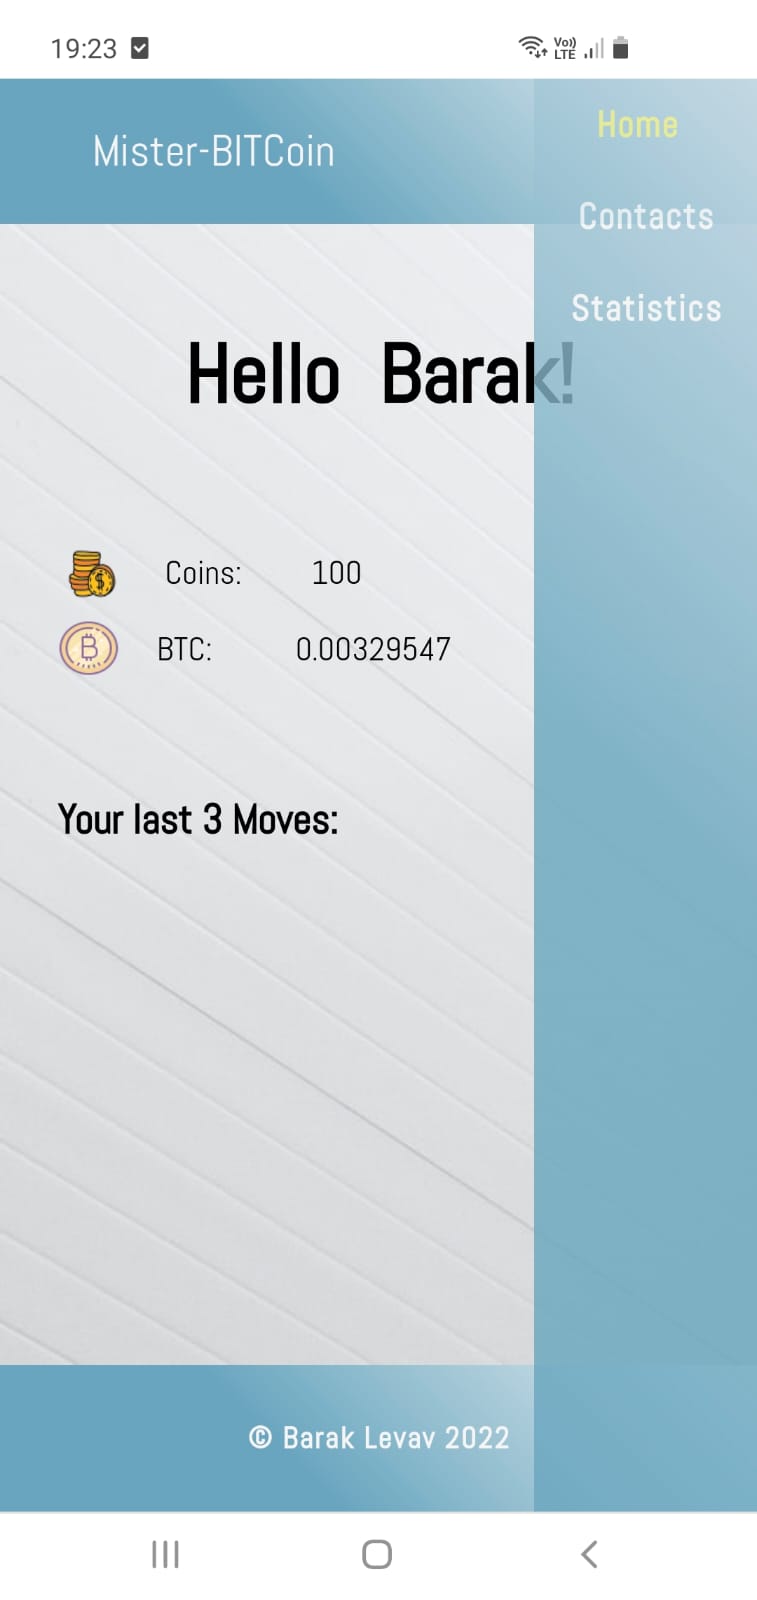 19:23
Vo)) LTE
Mister-BITCoin
Home
Contacts
Statistics
Hello Barak!
Coins: 100
BTC: 0.00329547
Your last 3 Moves:
© Barak Levav 2022